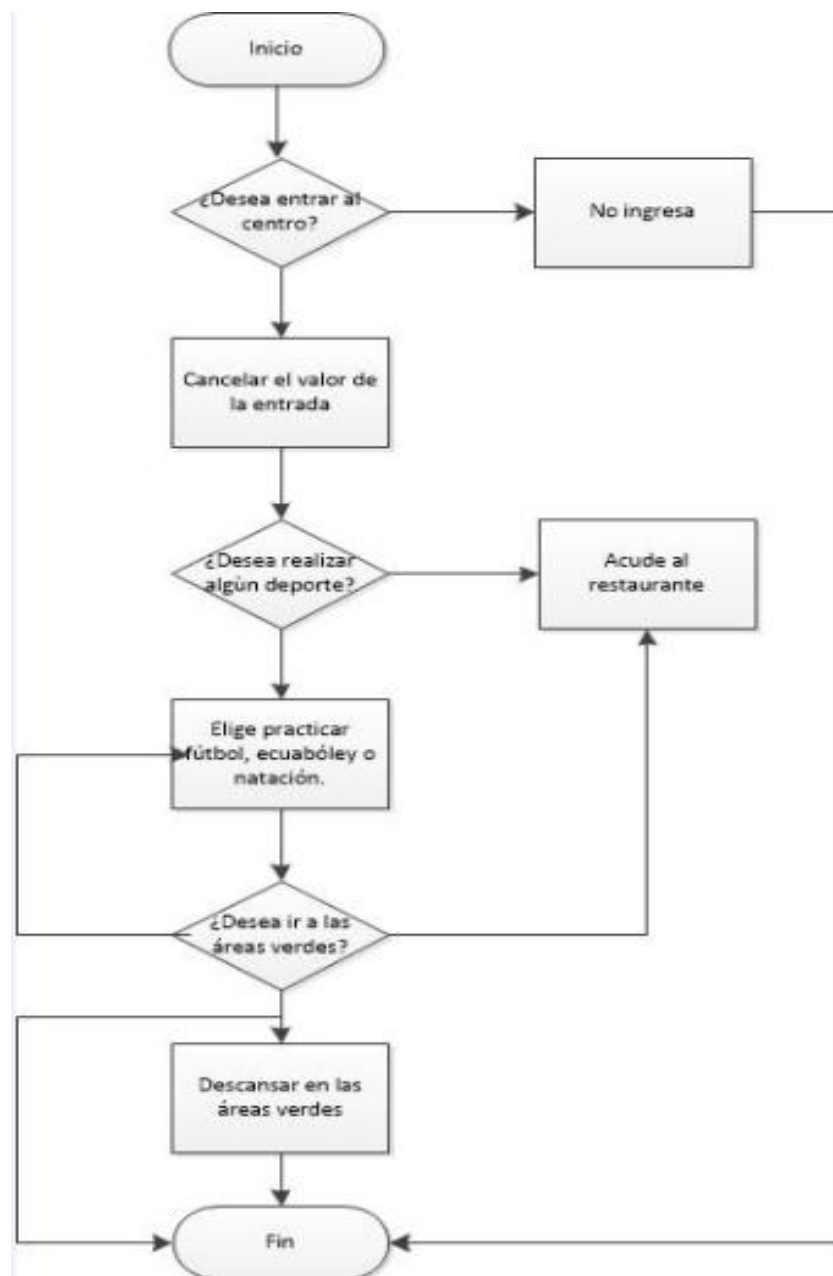 Inicio
¿Desea entrar al
centro?
No ingresa
Cancelar el valor de
la entrada
¿Desea realizar
algún deporte?
Acude al
restaurante
Elige practicar
fútbol, ecuabóley o
natación.
¿Desea ir a las
áreas verdes?
Descansar en las
áreas verdes
Fin